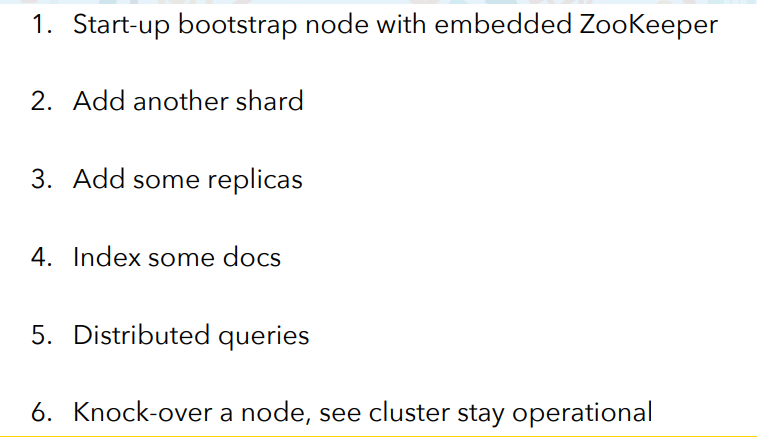 1. Start-up bootstrap node with embedded ZooKeeper
2. Add another shard
3. Add some replicas
4. Index some docs
5. Distributed queries
6. Knock-over a node, see cluster stay operational